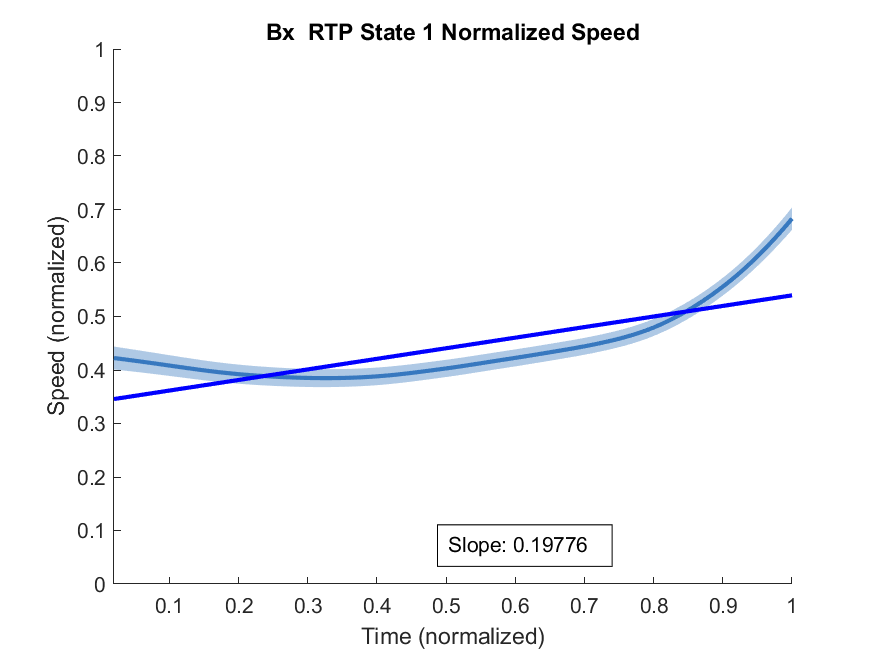 Bx  RTP State 1 Normalized Speed
1
0.9
0.8
0.7
0.6
0.5
0.4
0.3
0.2
0.1
0
Speed (normalized)
Slope: 0.19776
0.1 0.2 0.3 0.4 0.5 0.6 0.7 0.8 0.9 1
Time (normalized)